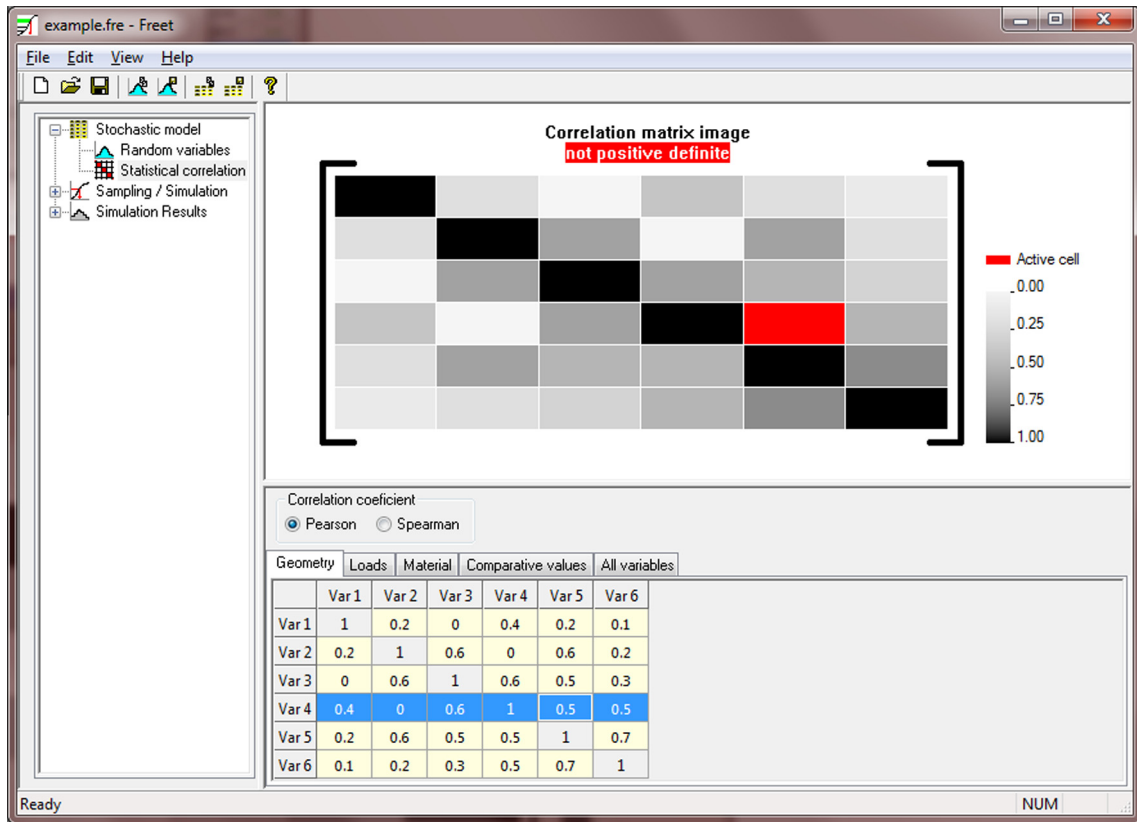 example.fre - Freet
File Edit View Help
Stochastic model
Random variables
Statistical correlation
Sampling / Simulation
Simulation Results
Correlation matrix image
not positive definite
Active cell
0.00
0.25
0.50
0.75
1.00
Correlation coeficient
Pearson Spearman
Geometry Loads Material Comparative values All variables
Var 1 Var 2 Var 3 Var 4 Var 5 Var 6
Var 1 1 0.2 0 0.4 0.2 0.1
Var 2 0.2 1 0.6 0 0.6 0.2
Var 3 0 0.6 1 0.6 0.5 0.3
Var 4 0.4 0 0.6 1 0.5 0.5
Var 5 0.2 0.6 0.5 0.5 1 0.7
Var 6 0.1 0.2 0.3 0.5 0.7 1
Ready NUM